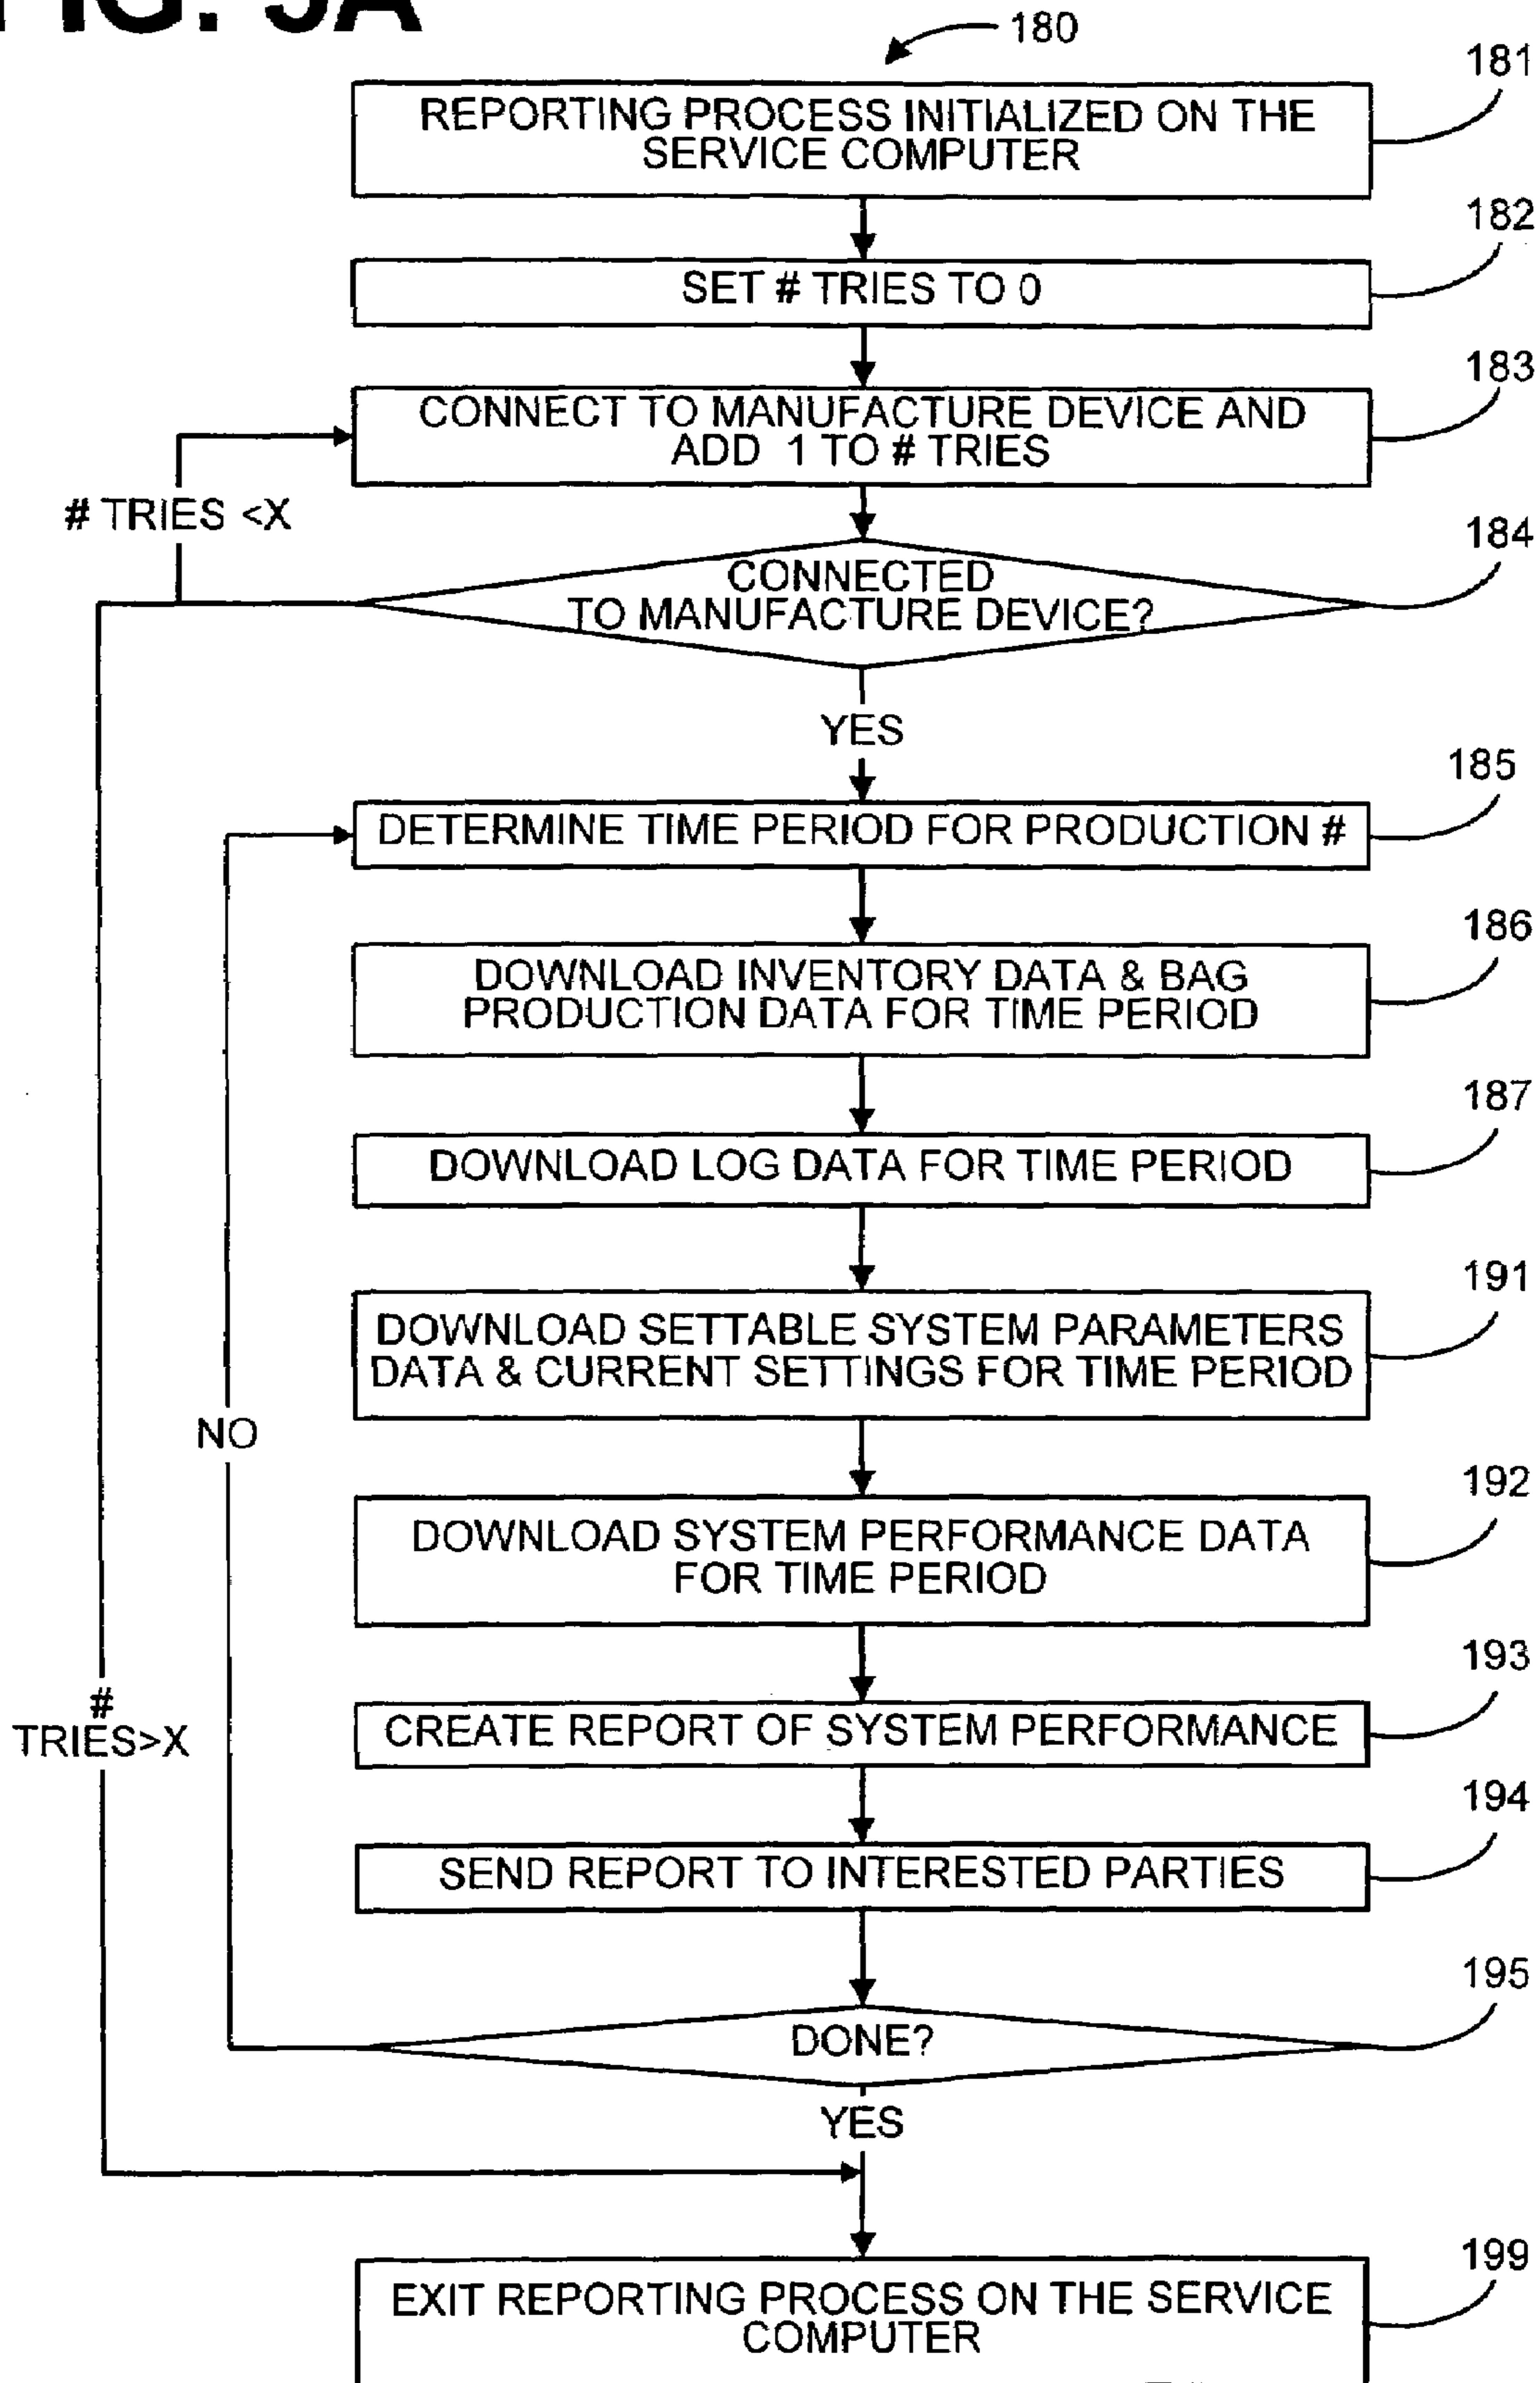 FIG. 5A
180
181
REPORTING PROCESS INITIALIZED ON THE
SERVICE COMPUTER
182
SET # TRIES TO 0
183
CONNECT TO MANUFACTURE DEVICE AND
ADD 1 TO # TRIES
# TRIES <X
184
CONNECTED
TO MANUFACTURE DEVICE?
YES
185
DETERMINE TIME PERIOD FOR PRODUCTION #
186
DOWNLOAD INVENTORY DATA & BAG
PRODUCTION DATA FOR TIME PERIOD
187
DOWNLOAD LOG DATA FOR TIME PERIOD
191
DOWNLOAD SETTABLE SYSTEM PARAMETERS
DATA & CURRENT SETTINGS FOR TIME PERIOD
NO
192
DOWNLOAD SYSTEM PERFORMANCE DATA
FOR TIME PERIOD
193
#
TRIES>X
CREATE REPORT OF SYSTEM PERFORMANCE
194
SEND REPORT TO INTERESTED PARTIES
195
DONE?
YES
199
EXIT REPORTING PROCESS ON THE SERVICE
COMPUTER